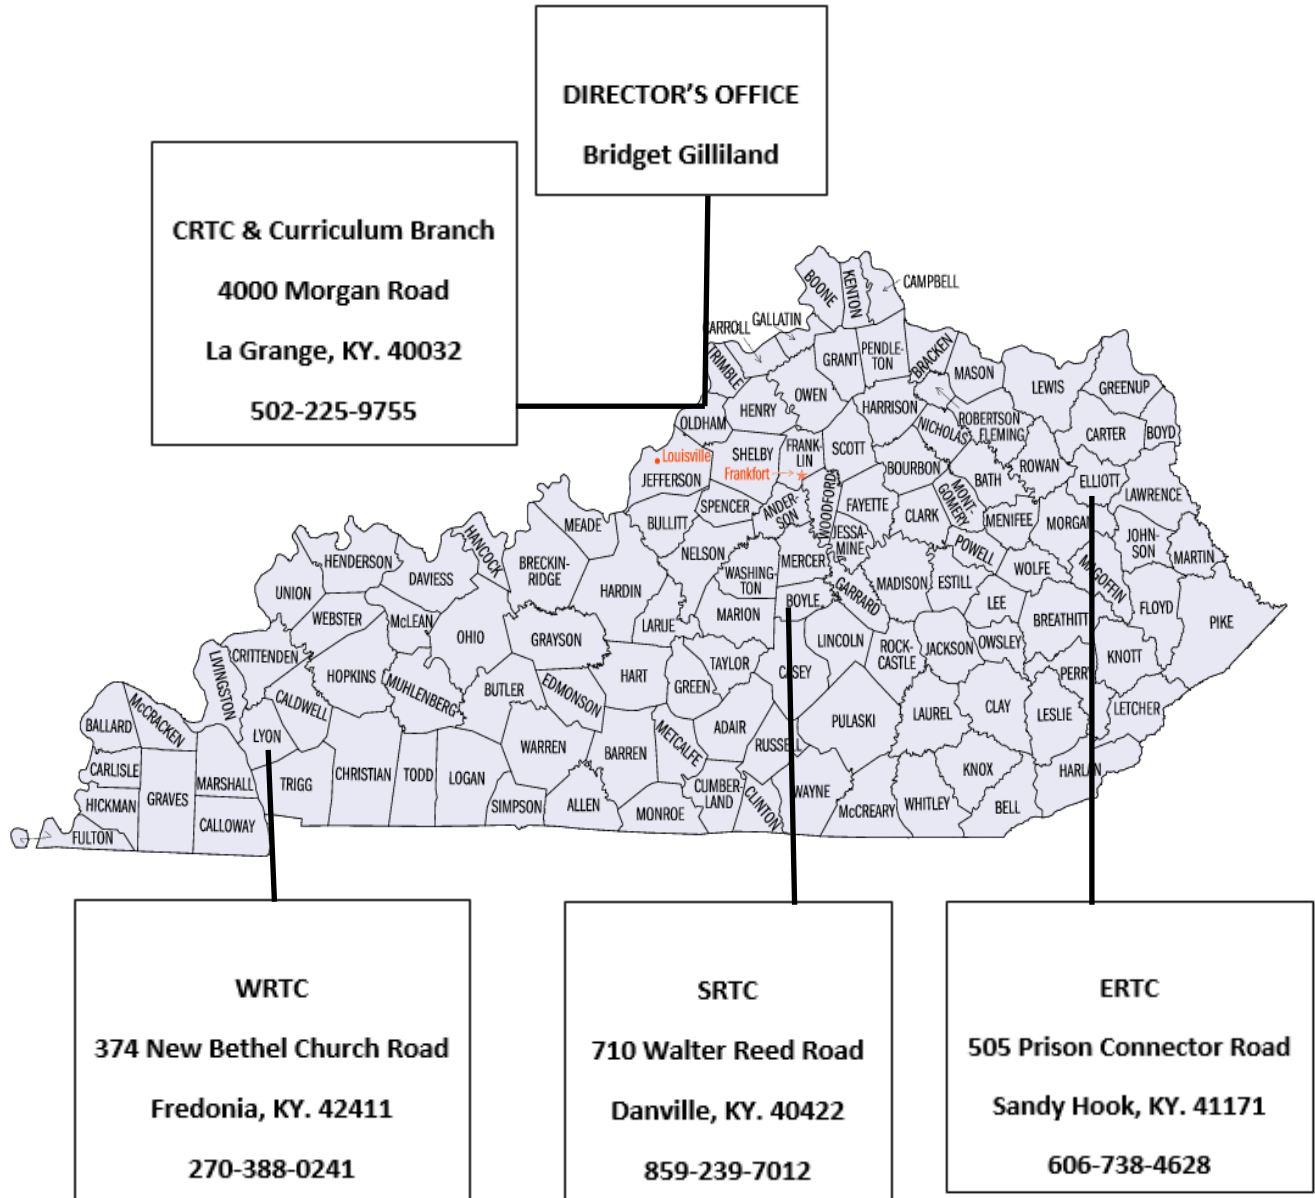 DIRECTOR'S OFFICE
Bridget Gilliland
CRTC & Curriculum Branch
4000 Morgan Road
La Grange, KY. 40032
502-225-9755
BOONE
KENTON
CAMPBELL
GALLATIN
CARROLL
TRIMBLE
GRANT
PENDLE-
TON
BRACKEN
MASON
LEWIS
GREENUP
OWEN
HENRY
HARRISON
ROBERTSON
OLDHAM
NICHOLAS
FLEMING
CARTER
BOYD
SHELBY
FRANK-
LIN
SCOTT
Louisville
Frankfort
JEFFERSON
BOURBON
BATH
ROWAN
ELLIOTT
LAWRENCE
SPENCER
ANDER-
SON
WOODFORD
FAYETTE
CLARK
MONT-
GOMERY
MENIFEE
MORGAN
MEADE
BULLITT
JESSA-
MINE
JOHN-
SON
MARTIN
HANCOCK
HENDERSON
DAVIESS
BRECKIN-
RIDGE
NELSON
WASHING-
TON
MERCER
GARRARD
MADISON
ESTILL
POWELL
WOLFE
MAGOFFIN
UNION
WEBSTER
McLEAN
OHIO
GRAYSON
HARDIN
LARUE
MARION
BOYLE
LEE
BREATHITT
FLOYD
PIKE
LINCOLN
ROCK-
CASTLE
JACKSON
OWSLEY
KNOTT
PERRY
LIVINGSTON
CRITTENDEN
HOPKINS
MUHLENBERG
BUTLER
EDMONSON
HART
GREEN
TAYLOR
CASEY
CALDWELL
LYON
BALLARD
McCRACKEN
PULASKI
LAUREL
CLAY
LESLIE
LETCHER
ADAIR
RUSSELL
METCALFE
BARREN
WARREN
CARLISLE
MARSHALL
TRIGG
CHRISTIAN
TODD
LOGAN
KNOX
HARLAN
HICKMAN
GRAVES
CALLOWAY
SIMPSON
ALLEN
MONROE
CUMBER-
LAND
CLINTON
WAYNE
McCREARY
WHITLEY
BELL
FULTON
WRTC
374 New Bethel Church Road
Fredonia, KY. 42411
270-388-0241
SRTC
710 Walter Reed Road
Danville, KY. 40422
859-239-7012
ERTC
505 Prison Connector Road
Sandy Hook, KY. 41171
606-738-4628